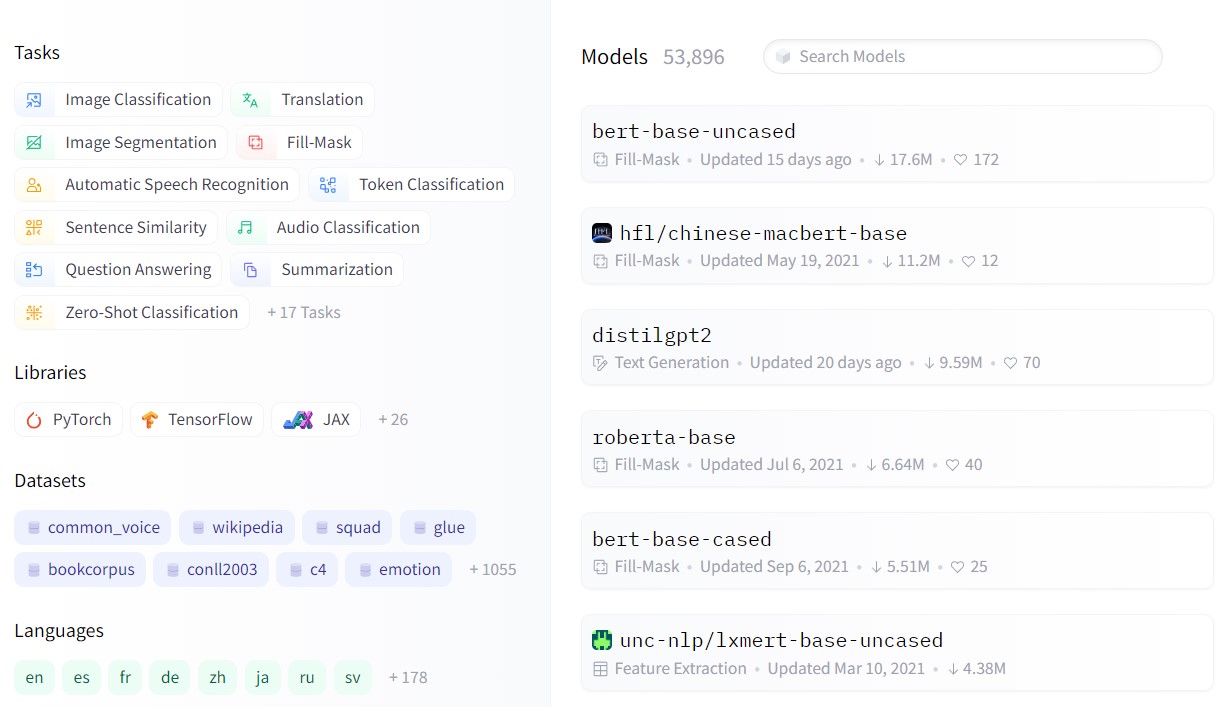 Tasks
Image Classification Translation
Image Segmentation Fill-Mask
Automatic Speech Recognition Token Classification
Sentence Similarity Audio Classification
Question Answering Summarization
Zero-Shot Classification + 17 Tasks
Libraries
PyTorch TensorFlow JAX + 26
Datasets
common_voice wikipedia squad glue
bookcorpus conll2003 c4 emotion + 1055
Languages
en es fr de zh ja ru sv + 178
Models 53,896 Search Models
bert-base-uncased
Fill-Mask • Updated 15 days ago • ↓ 17.6M • ♡ 172
hfl/chinese-macbert-base
Fill-Mask • Updated May 19, 2021 • ↓ 11.2M • ♡ 12
distilgpt2
Text Generation • Updated 20 days ago • ↓ 9.59M • ♡ 70
roberta-base
Fill-Mask • Updated Jul 6, 2021 • ↓ 6.64M • ♡ 40
bert-base-cased
Fill-Mask • Updated Sep 6, 2021 • ↓ 5.51M • ♡ 25
unc-nlp/lxmert-base-uncased
Feature Extraction • Updated Mar 10, 2021 • ↓ 4.38M